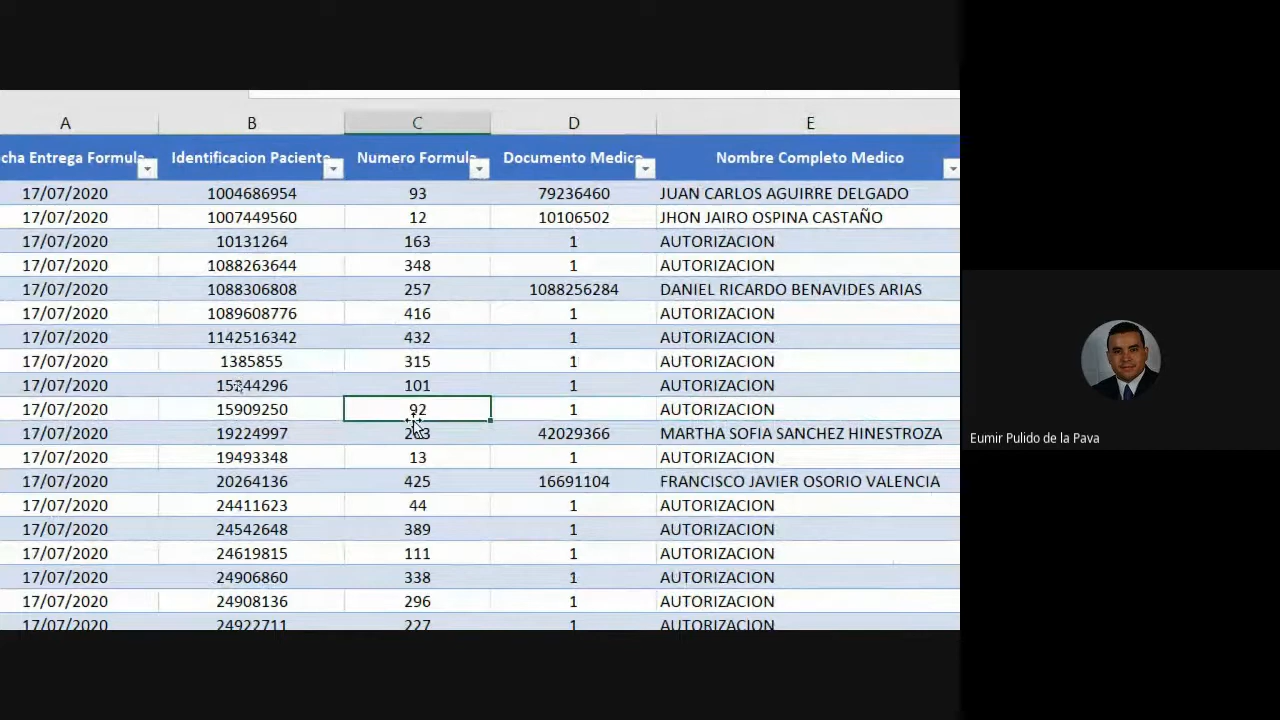 A B C D E
cha Entrega Formula Identificacion Paciente Numero Formula Documento Medico Nombre Completo Medico
17/07/2020 1004686954 93 79236460 JUAN CARLOS AGUIRRE DELGADO
17/07/2020 1007449560 12 10106502 JHON JAIRO OSPINA CASTAÑO
17/07/2020 10131264 163 1 AUTORIZACION
17/07/2020 1088263644 348 1 AUTORIZACION
17/07/2020 1088306808 257 1088256284 DANIEL RICARDO BENAVIDES ARIAS
17/07/2020 1089608776 416 1 AUTORIZACION
17/07/2020 1142516342 432 1 AUTORIZACION
17/07/2020 1385855 315 1 AUTORIZACION
17/07/2020 101 1 AUTORIZACION
17/07/2020 15909250 92 1 AUTORIZACION
17/07/2020 19224997 42029366 MARTHA SOFIA SANCHEZ HINESTROZA
17/07/2020 19493348 13 1 AUTORIZACION
17/07/2020 20264136 425 16691104 FRANCISCO JAVIER OSORIO VALENCIA
17/07/2020 24411623 44 1 AUTORIZACION
17/07/2020 24542648 389 1 AUTORIZACION
17/07/2020 24619815 111 1 AUTORIZACION
17/07/2020 24906860 338 1 AUTORIZACION
17/07/2020 24908136 296 1 AUTORIZACION
17/07/2020 24922711 227 1 AUTORIZACION
Eumir Pulido de la Pava